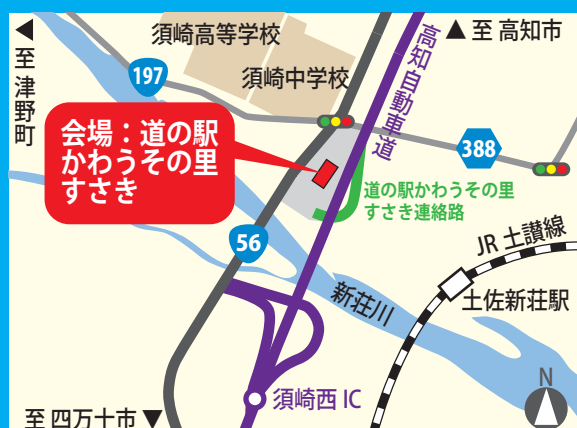 至 津野町
須崎高等学校
▲ 至 高知市
須崎中学校
高知自動車道
197
388
会場：道の駅
かわうその里
すさき
道の駅かわうその里
すさき連絡路
56
JR 土讃線
新荘川
土佐新荘駅
須崎西 IC
N
至 四万十市 ▼